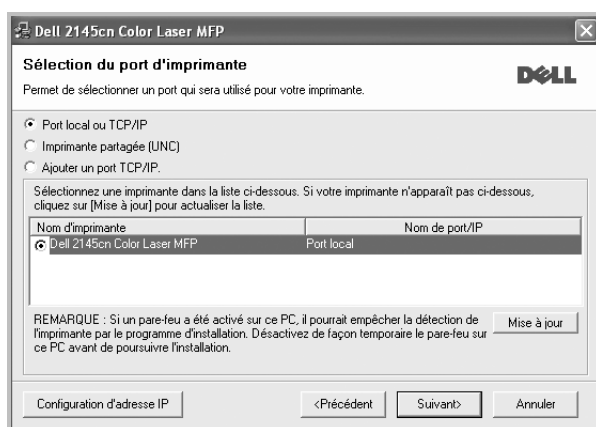 Dell 2145cn Color Laser MFP
Sélection du port d'imprimante
DELL
Permet de sélectionner un port qui sera utilisé pour votre imprimante.
Port local ou TCP/IP
Imprimante partagée (UNC)
Ajouter un port TCP/IP.
Sélectionnez une imprimante dans la liste ci-dessous. Si votre imprimante n'apparaît pas ci-dessous,
cliquez sur [Mise à jour] pour actualiser la liste.
Nom d'imprimante Nom de port/IP
Dell 2145cn Color Laser MFP Port local
REMARQUE : Si un pare-feu a été activé sur ce PC, il pourrait empêcher la détection de
l'imprimante par le programme d'installation. Désactivez de façon temporaire le pare-feu sur
ce PC avant de poursuivre l'installation.
Mise à jour
Configuration d'adresse IP <Précédent Suivant> Annuler